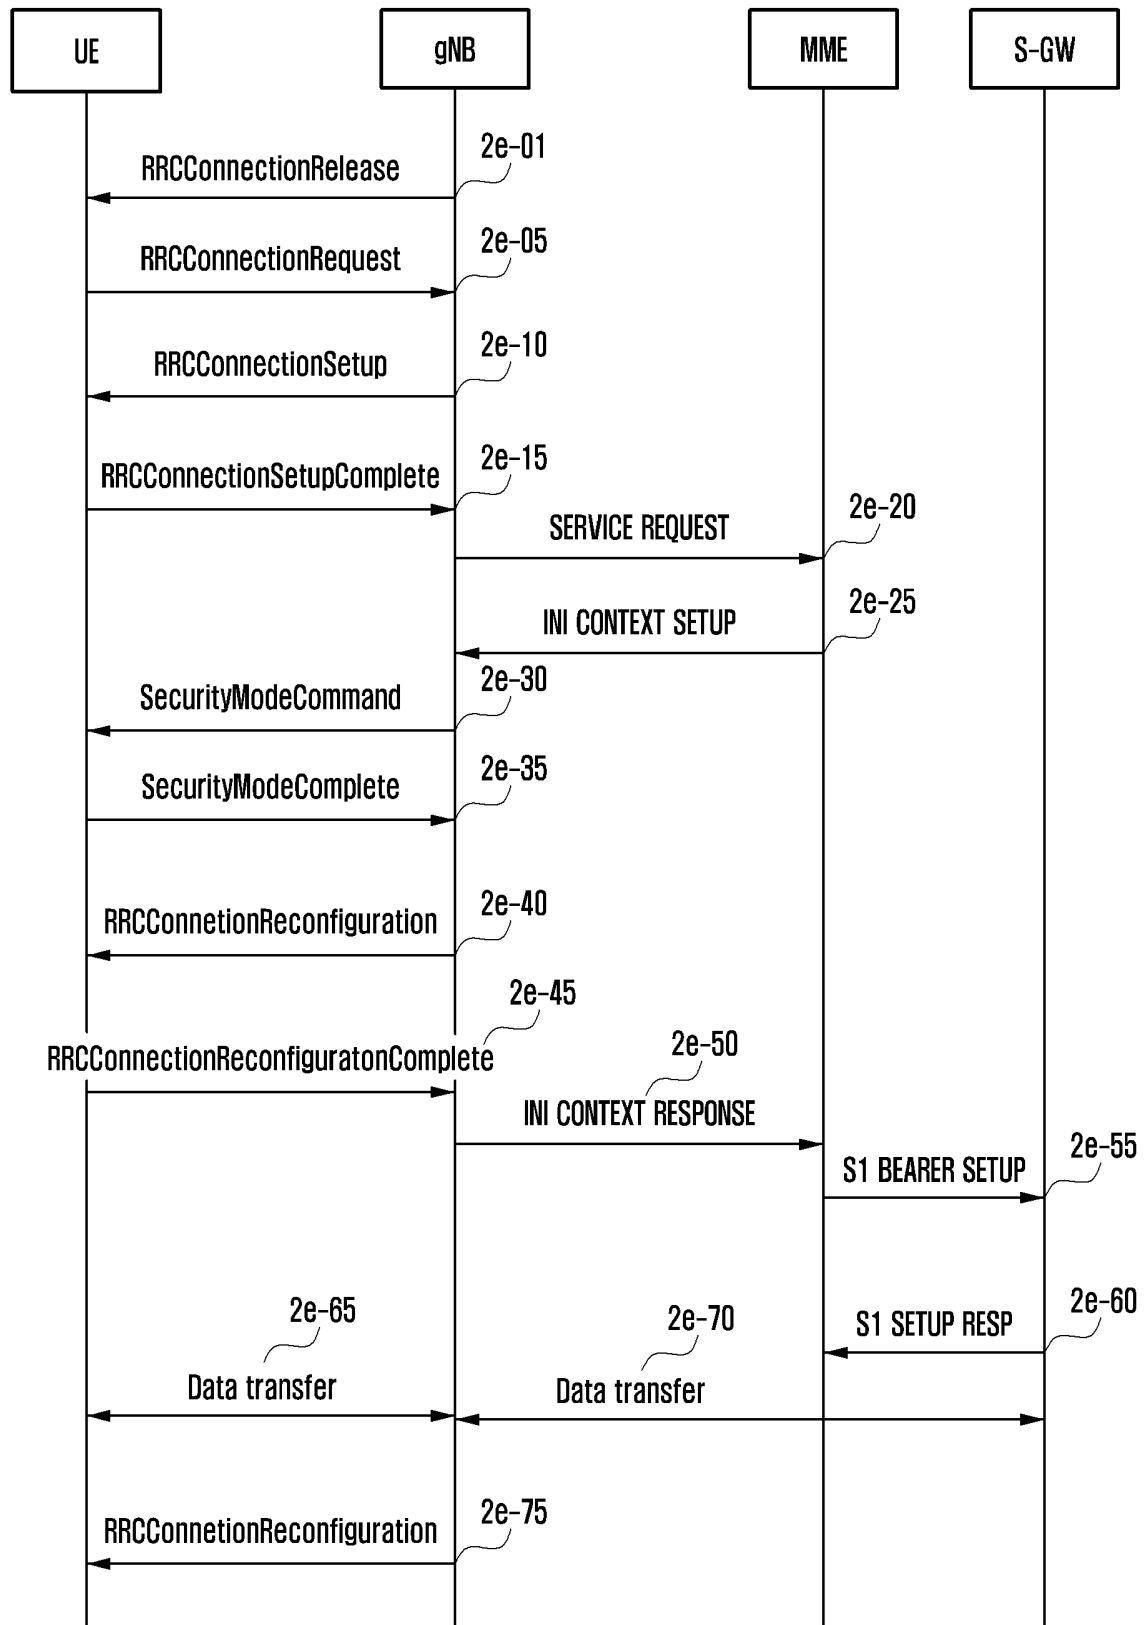 UE
gNB
MME
S-GW
2e-01
RRCConnectionRelease
2e-05
RRCConnectionRequest
2e-10
RRCConnectionSetup
2e-15
RRCConnectionSetupComplete
2e-20
SERVICE REQUEST
2e-25
INI CONTEXT SETUP
2e-30
SecurityModeCommand
2e-35
SecurityModeComplete
2e-40
RRCConnetionReconfiguration
2e-45
RRCConnectionReconfiguratonComplete
2e-50
INI CONTEXT RESPONSE
2e-55
S1 BEARER SETUP
2e-60
S1 SETUP RESP
2e-65
Data transfer
2e-70
Data transfer
2e-75
RRCConnetionReconfiguration